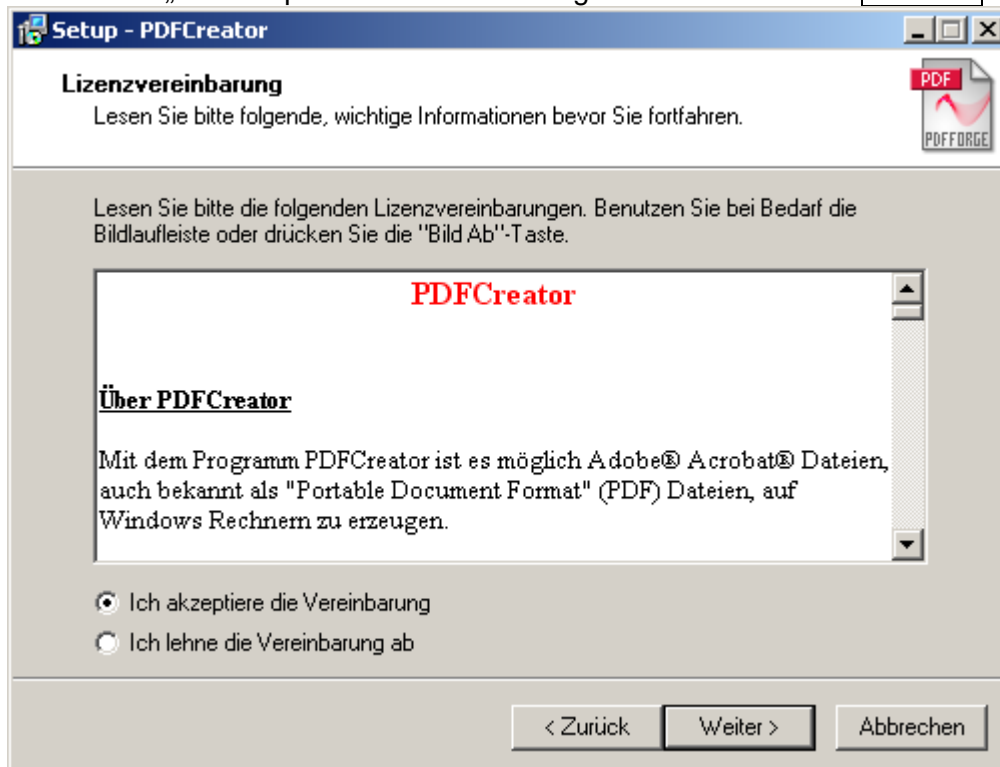 Setup - PDFCreator
Lizenzvereinbarung
Lesen Sie bitte folgende, wichtige Informationen bevor Sie fortfahren.
PDF
PDFFORGE
Lesen Sie bitte die folgenden Lizenzvereinbarungen. Benutzen Sie bei Bedarf die
Bildlaufleiste oder drücken Sie die "Bild Ab"-Taste.
PDFCreator
Über PDFCreator
Mit dem Programm PDFCreator ist es möglich Adobe® Acrobat® Dateien,
auch bekannt als "Portable Document Format" (PDF) Dateien, auf
Windows Rechnern zu erzeugen.
Ich akzeptiere die Vereinbarung
Ich lehne die Vereinbarung ab
< Zurück
Weiter >
Abbrechen